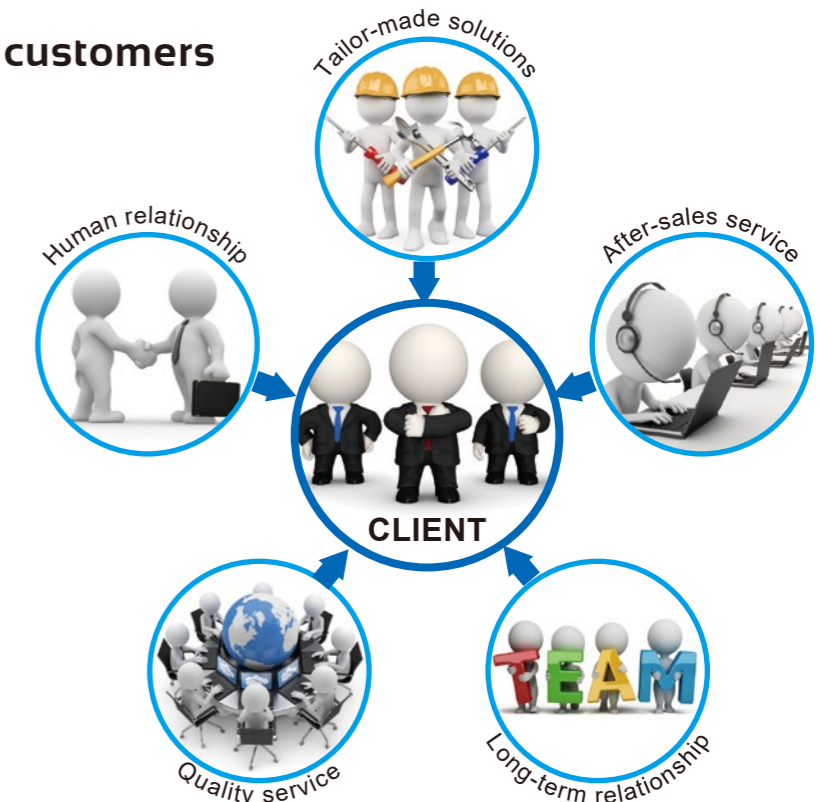 customers
Tailor-made solutions
Human relationship
After-sales service
CLIENT
TEAM
Quality service
Long-term relationship